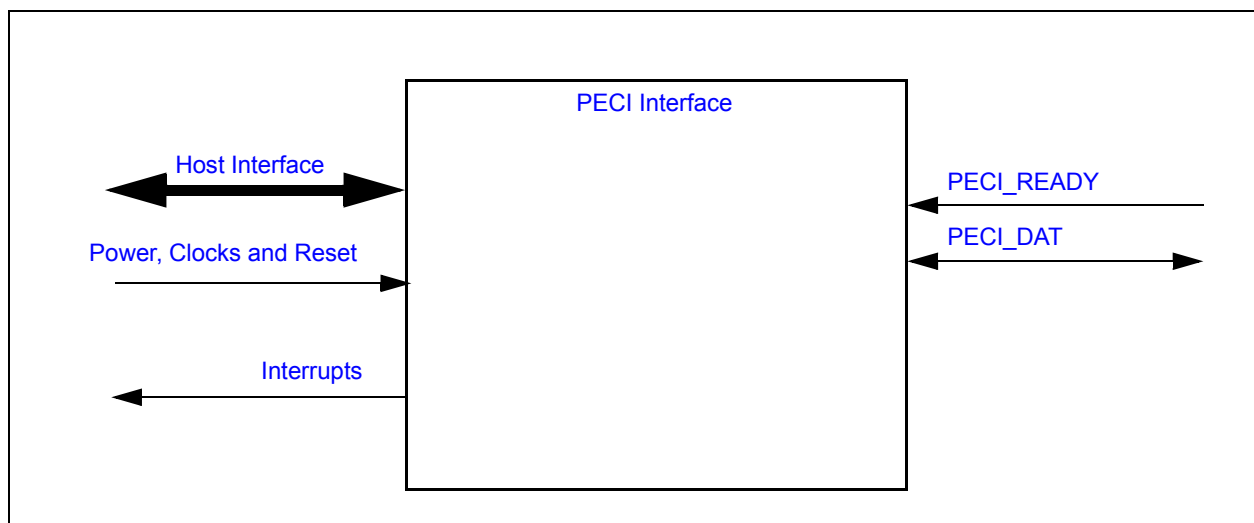 PECI Interface
Host Interface
PECI_READY
Power, Clocks and Reset
PECI_DAT
Interrupts